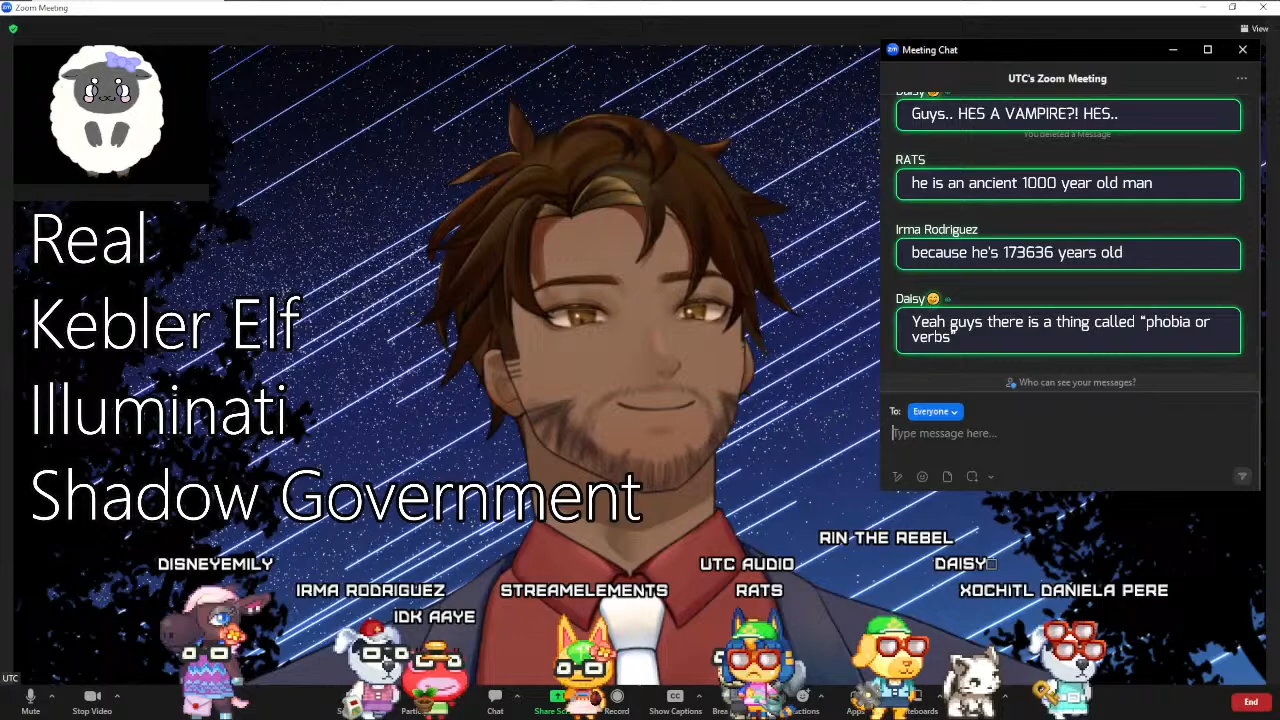 Zoom Meeting
View
Meeting Chat
UTC's Zoom Meeting
Daisy
Guys.. HES A VAMPIRE?! HES..
You deleted a Message
RATS
he is an ancient 1000 year old man
Irma Rodriguez
because he's 173636 years old
Daisy
Yeah guys there is a thing called “phobia or
verbs”
Who can see your messages?
To: Everyone
Type message here...
Real
Kebler Elf
Illuminati
Shadow Government
RIN THE REBEL
DISNEYEMILY
UTC AUDIO
DAISY
IRMA RODRIGUEZ
STREAMELEMENTS
RATS
XOCHITL DANIELA PERE
IDK AAYE
UTC
Mute
Stop Video
Chat
Record
Show Captions
Apps
End